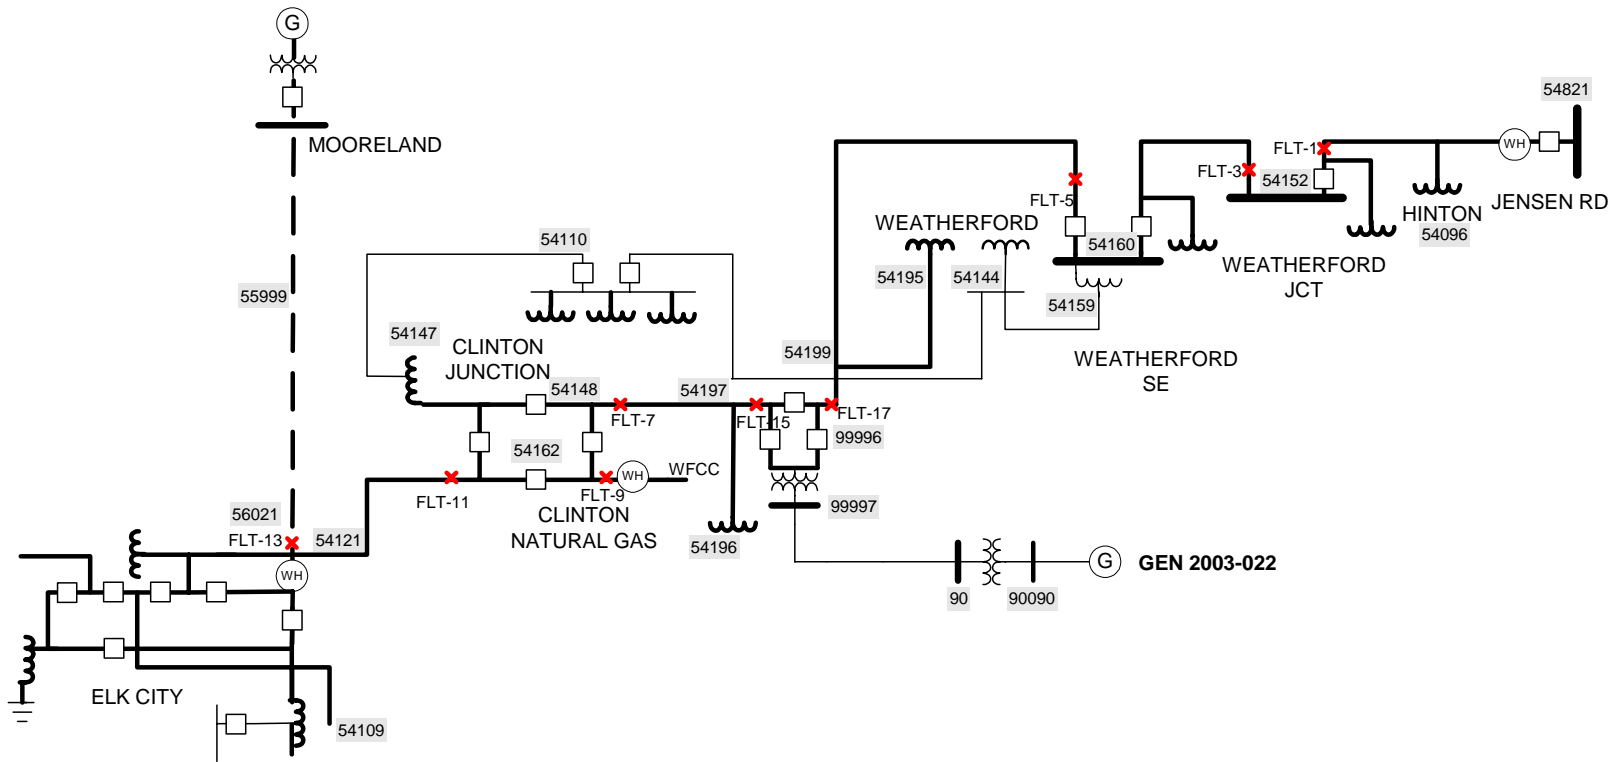 G
MOORELAND
55999
54821
WH
FLT-1
FLT-3
54152
HINTON
54096
JENSEN RD
WEATHERFORD
JCT
FLT-5
54160
54159
WEATHERFORD
SE
WEATHERFORD
54195
54144
54110
54147
CLINTON
JUNCTION
54148
54199
54197
FLT-7
FLT-15
FLT-17
99996
54162
WH
WFCC
FLT-11
FLT-9
CLINTON
NATURAL GAS
54196
99997
56021
FLT-13
54121
WH
G
GEN 2003-022
90
90090
ELK CITY
54109